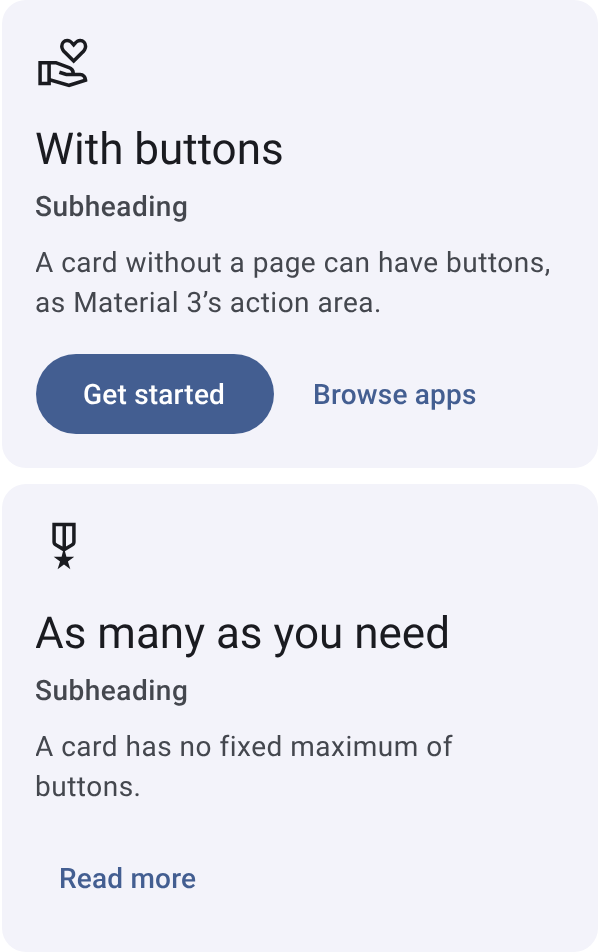 With buttons
Subheading
A card without a page can have buttons,
as Material 3’s action area.
Get started Browse apps
As many as you need
Subheading
A card has no fixed maximum of
buttons.
Read more